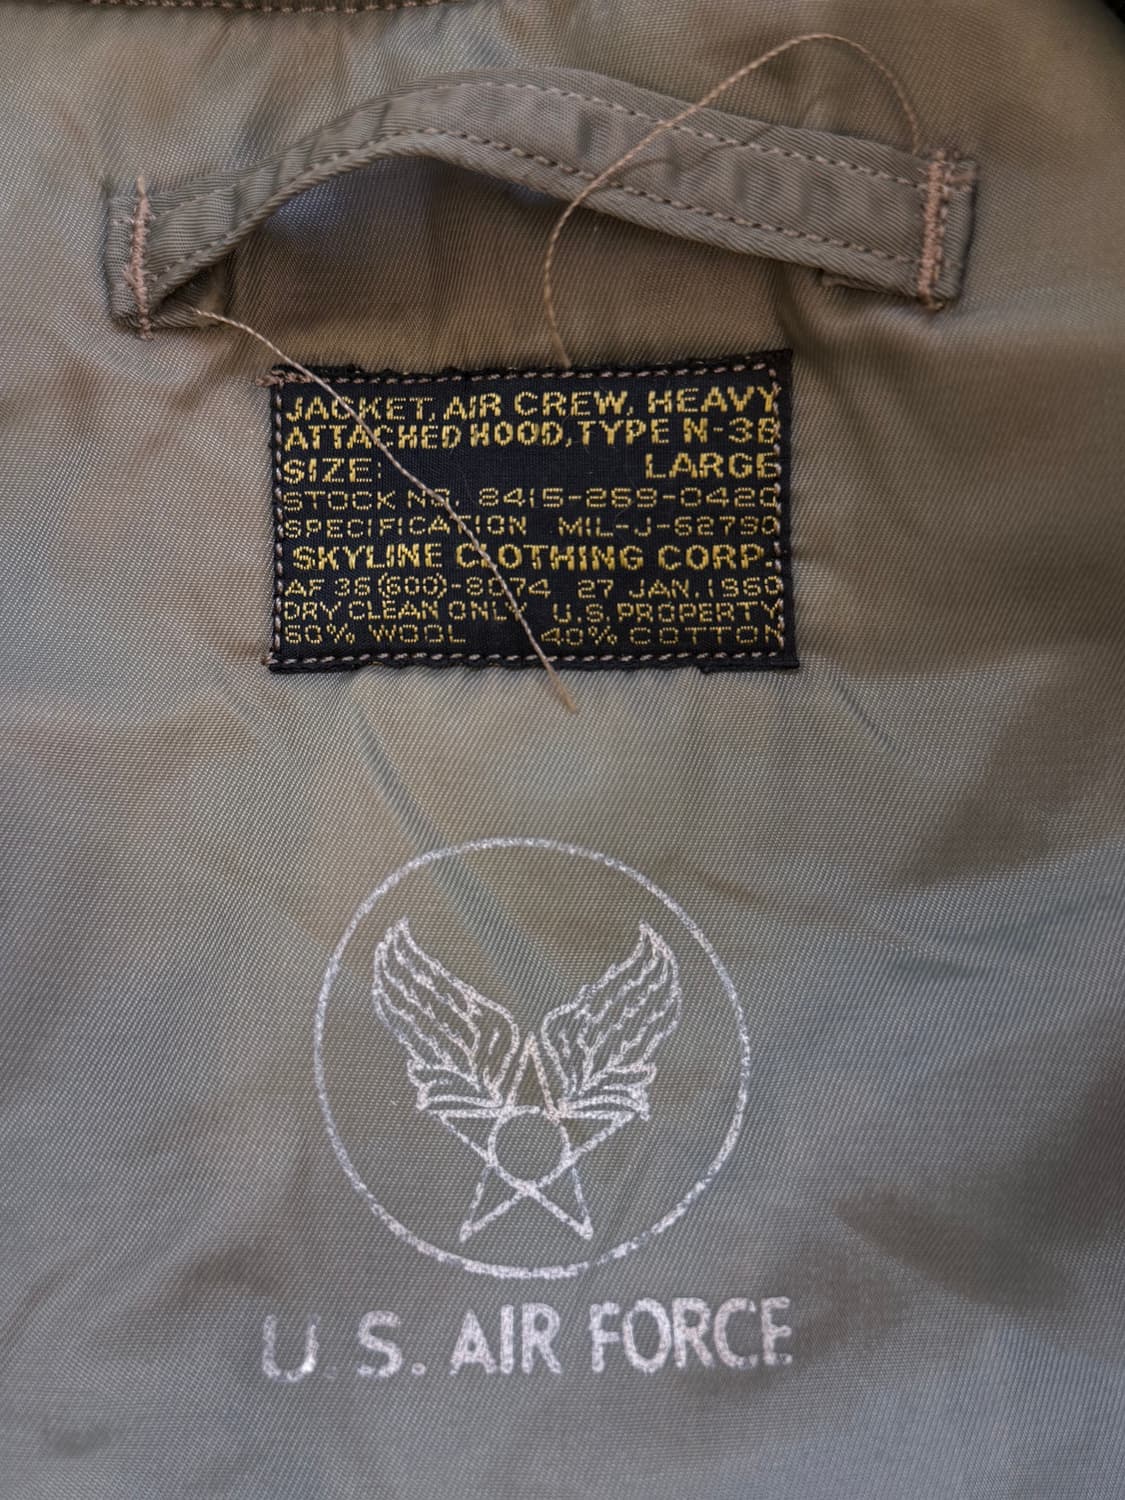 JACKET, AIR CREW, HEAVY
ATTACHED HOOD, TYPE N-3B
SIZE: LARGE
STOCK NO. 8415-269-0420
SPECIFICATION MIL-J-6279D
SKYLINE CLOTHING CORP.
AF 36(600)-9074 27 JAN. 1960
DRY CLEAN ONLY U.S. PROPERTY
60% WOOL 40% COTTON
U.S. AIR FORCE